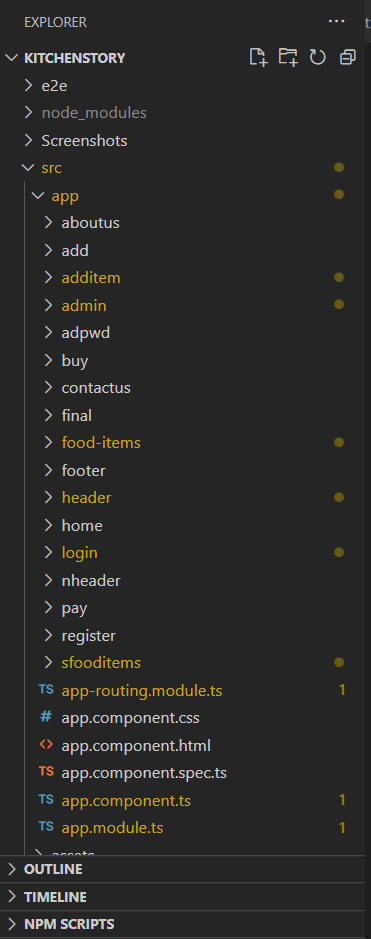 EXPLORER
KITCHENSTORY
e2e
node_modules
Screenshots
src
app
aboutus
add
additem
admin
adpwd
buy
contactus
final
food-items
footer
header
home
login
nheader
pay
register
sfooditems
TS app-routing.module.ts 1
# app.component.css
<> app.component.html
TS app.component.spec.ts
TS app.component.ts 1
TS app.module.ts 1
assets
OUTLINE
TIMELINE
NPM SCRIPTS